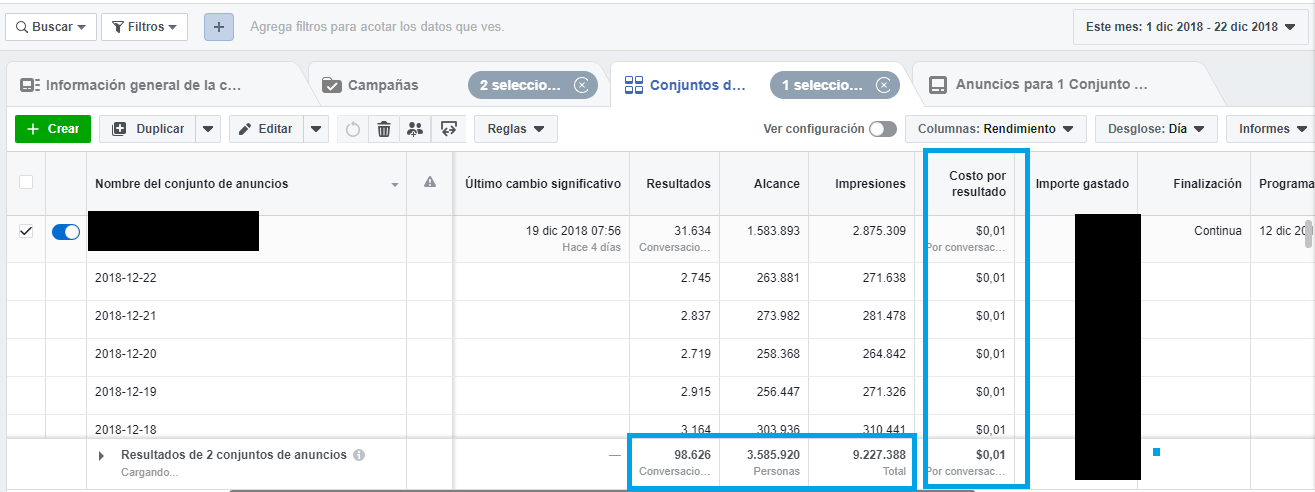 Buscar Filtros + Agrega filtros para acotar los datos que ves. Este mes: 1 dic 2018 - 22 dic 2018
Información general de la c... Campañas 2 seleccio... Conjuntos d... 1 seleccio... Anuncios para 1 Conjunto ...
+ Crear Duplicar Editar Reglas Ver configuración Columnas: Rendimiento Desglose: Día Informes
Nombre del conjunto de anuncios Último cambio significativo Resultados Alcance Impresiones Costo por resultado Importe gastado Finalización Programa
19 dic 2018 07:56 31.634 1.583.893 2.875.309 $0,01 Continua 12 dic 201
Hace 4 días Conversacio... Por conversac...
2018-12-22 2.745 263.881 271.638 $0,01
2018-12-21 2.837 273.982 281.478 $0,01
2018-12-20 2.719 258.368 264.842 $0,01
2018-12-19 2.915 256.447 271.326 $0,01
2018-12-18 3.164 303.936 310.441 $0,01
Resultados de 2 conjuntos de anuncios — 98.626 3.585.920 9.227.388 $0,01
Cargando... Conversacio... Personas Total Por conversac...